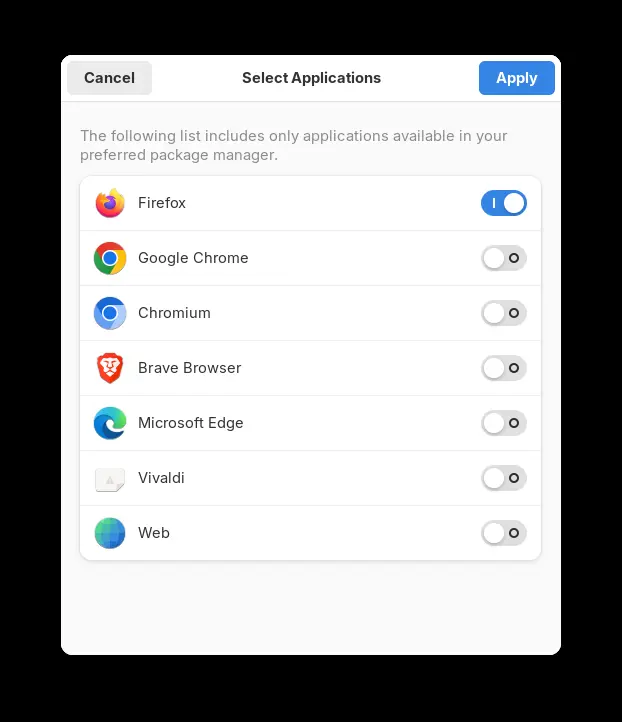 Cancel
Select Applications
Apply
The following list includes only applications available in your
preferred package manager.
Firefox
Google Chrome
Chromium
Brave Browser
Microsoft Edge
Vivaldi
Web